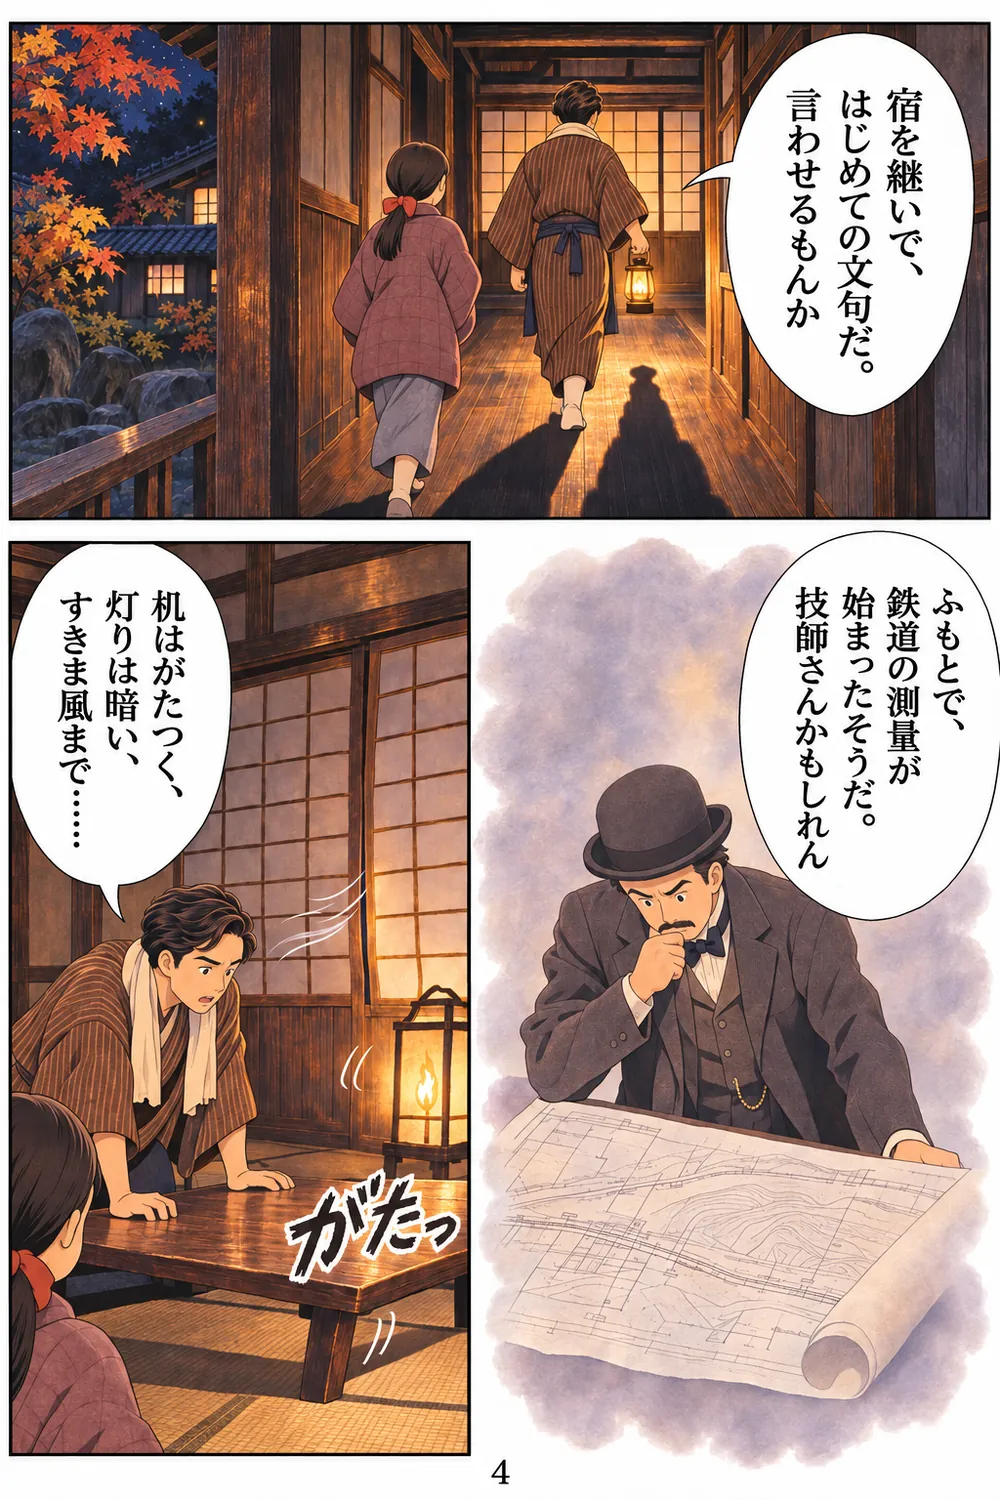 宿を継いで、
はじめての文句だ。
言わせるもんか
ふもとで、
鉄道の測量が
始まったそうだ。
技師さんかもしれん
机はがたつく、
灯りは暗い、
すきま風まで……
がたっ
4